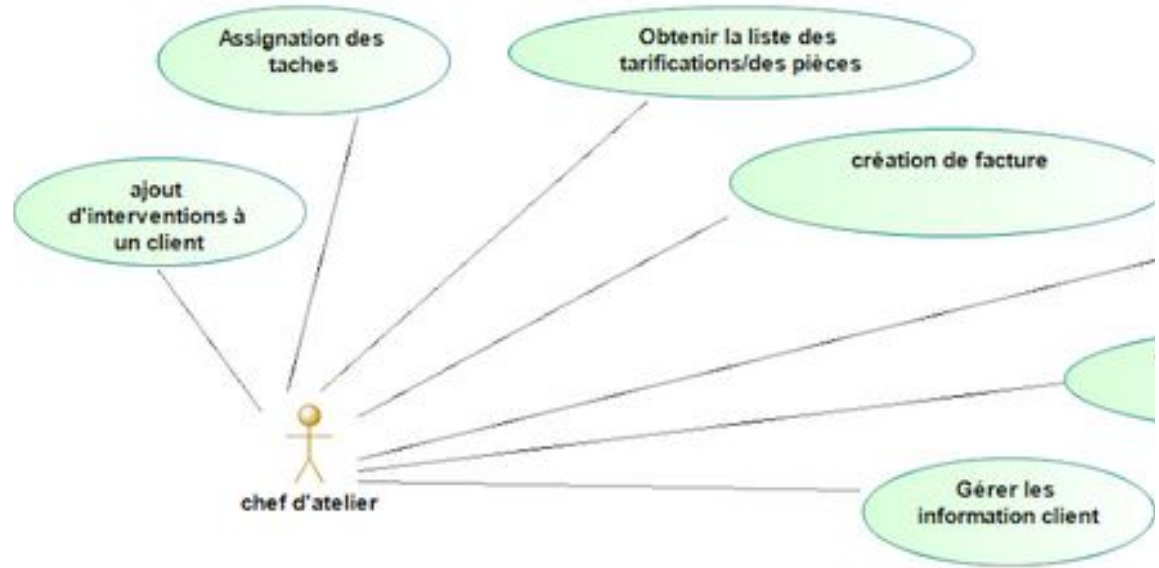 Assignation des
taches
Obtenir la liste des
tarifications/des pièces
création de facture
ajout
d'interventions à
un client
chef d'atelier
Gérer les
information client